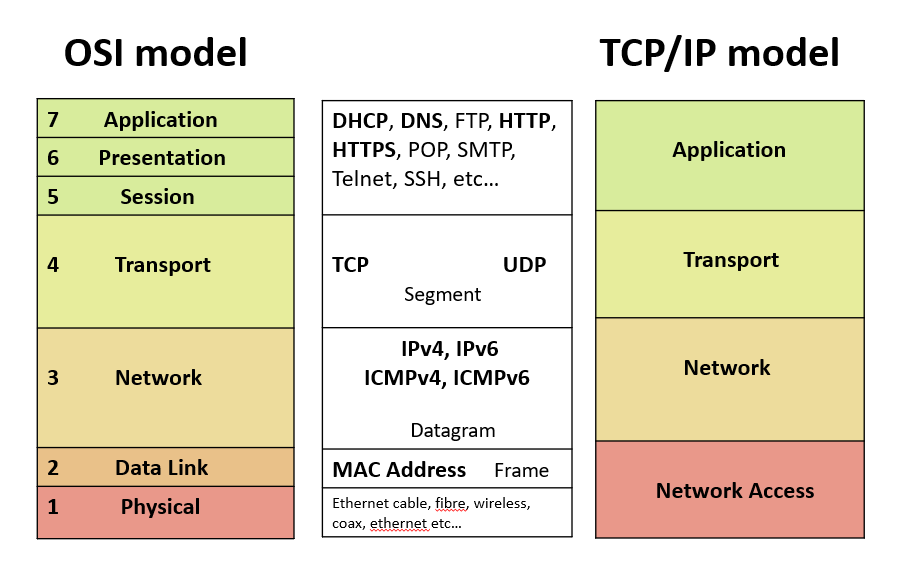 OSI model
TCP/IP model
7 Application
6 Presentation
5 Session
4 Transport
3 Network
2 Data Link
1 Physical
DHCP, DNS, FTP, HTTP,
HTTPS, POP, SMTP,
Telnet, SSH, etc...
TCP UDP
Segment
IPv4, IPv6
ICMPv4, ICMPv6
Datagram
MAC Address Frame
Ethernet cable, fibre, wireless,
coax, ethernet etc...
Application
Transport
Network
Network Access